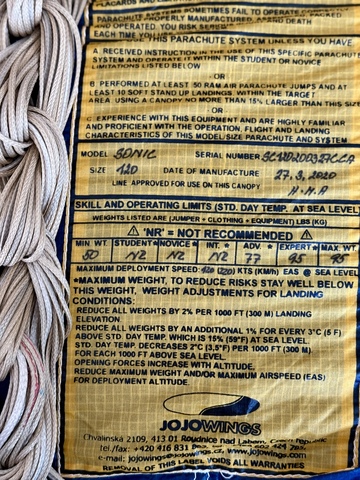 PLACARDS AND
PARACHUTES SOMETIMES FAIL TO OPERATE
PROPERLY MANUFACTURED, PACKED
AND OPERATED. YOU RISK SERIOUS DEATH
EACH TIME YOU
USE THIS PARACHUTE SYSTEM UNLESS YOU HAVE
A. RECEIVED INSTRUCTION IN THE USE OF THIS SPECIFIC PARACHUTE
SYSTEM AND OPERATE IT WITHIN THE STUDENT OR NOVICE
LIMITATIONS LISTED BELOW
OR
B. PERFORMED AT LEAST 50 RAM AIR PARACHUTE JUMPS AND AT
LEAST 10 SOFT STAND UP LANDINGS WITHIN THE TARGET
AREA USING A CANOPY NO MORE THAN 15% LARGER THAN THIS SIZE
OR
C. EXPERIENCE WITH THIS EQUIPMENT AND ARE HIGHLY FAMILIAR
AND PROFICIENT WITH THE OPERATION, FLIGHT AND LANDING
CHARACTERISTICS OF THIS MODEL/SIZE PARACHUTE AND SYSTEM
MODEL SONIC SERIAL NUMBER
SIZE 120 DATE OF MANUFACTURE 27.3.2020
LINE APPROVED FOR USE ON THIS CANOPY H.M.A
SKILL AND OPERATING LIMITS (STD. DAY TEMP. AT SEA LEVEL)
WEIGHTS LISTED ARE (JUMPER + CLOTHING + EQUIPMENT) LBS (KG)
⚠ 'NR' = NOT RECOMMENDED ⚠
MIN WT. STUDENT* NOVICE* INT.* ADV.* EXPERT* MAX WT.
50 NR NR NR 77 95 95
MAXIMUM DEPLOYMENT SPEED: 120 (220) KTS (KM/H) EAS @ SEA LEVEL
*MAXIMUM WEIGHT, TO REDUCE RISKS STAY WELL BELOW
THIS WEIGHT, WEIGHT ADJUSTMENTS FOR LANDING
CONDITIONS:
REDUCE ALL WEIGHTS BY 2% PER 1000 FT (300 M) LANDING
ELEVATION.
REDUCE ALL WEIGHTS BY AN ADDITIONAL 1% FOR EVERY 3°C (5 F)
ABOVE STD. DAY TEMP. WHICH IS 15% (59°F) AT SEA LEVEL.
STD. DAY TEMP. DECREASES 2°C (3,5°F) PER 1000 FT (300 M)
FOR EACH 1000 FT ABOVE SEA LEVEL.
OPENING FORCES INCREASE WITH ALTITUDE.
REDUCE MAXIMUM WEIGHT AND/OR MAXIMUM AIRSPEED (EAS)
FOR DEPLOYMENT ALTITUDE.
JOJOWINGS
Chvalínská 2109, 413 01 Roudnice nad Labem, Czech republic
tel./fax: +420 416 831
e-mail: jojowings@jojowings.cz, www.jojowings.com
REMOVAL OF THIS LABEL VOIDS ALL WARRANTIES